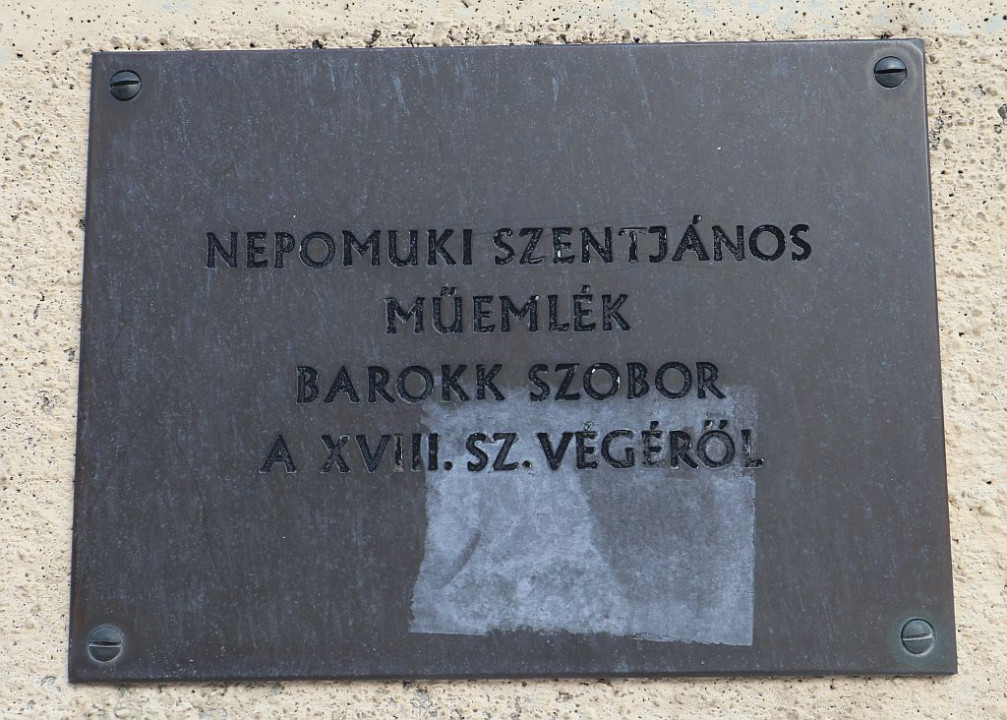 NEPOMUKI SZENTJÁNOS
MŰEMLÉK
BAROKK SZOBOR
A XVIII. SZ. VÉGÉRŐL